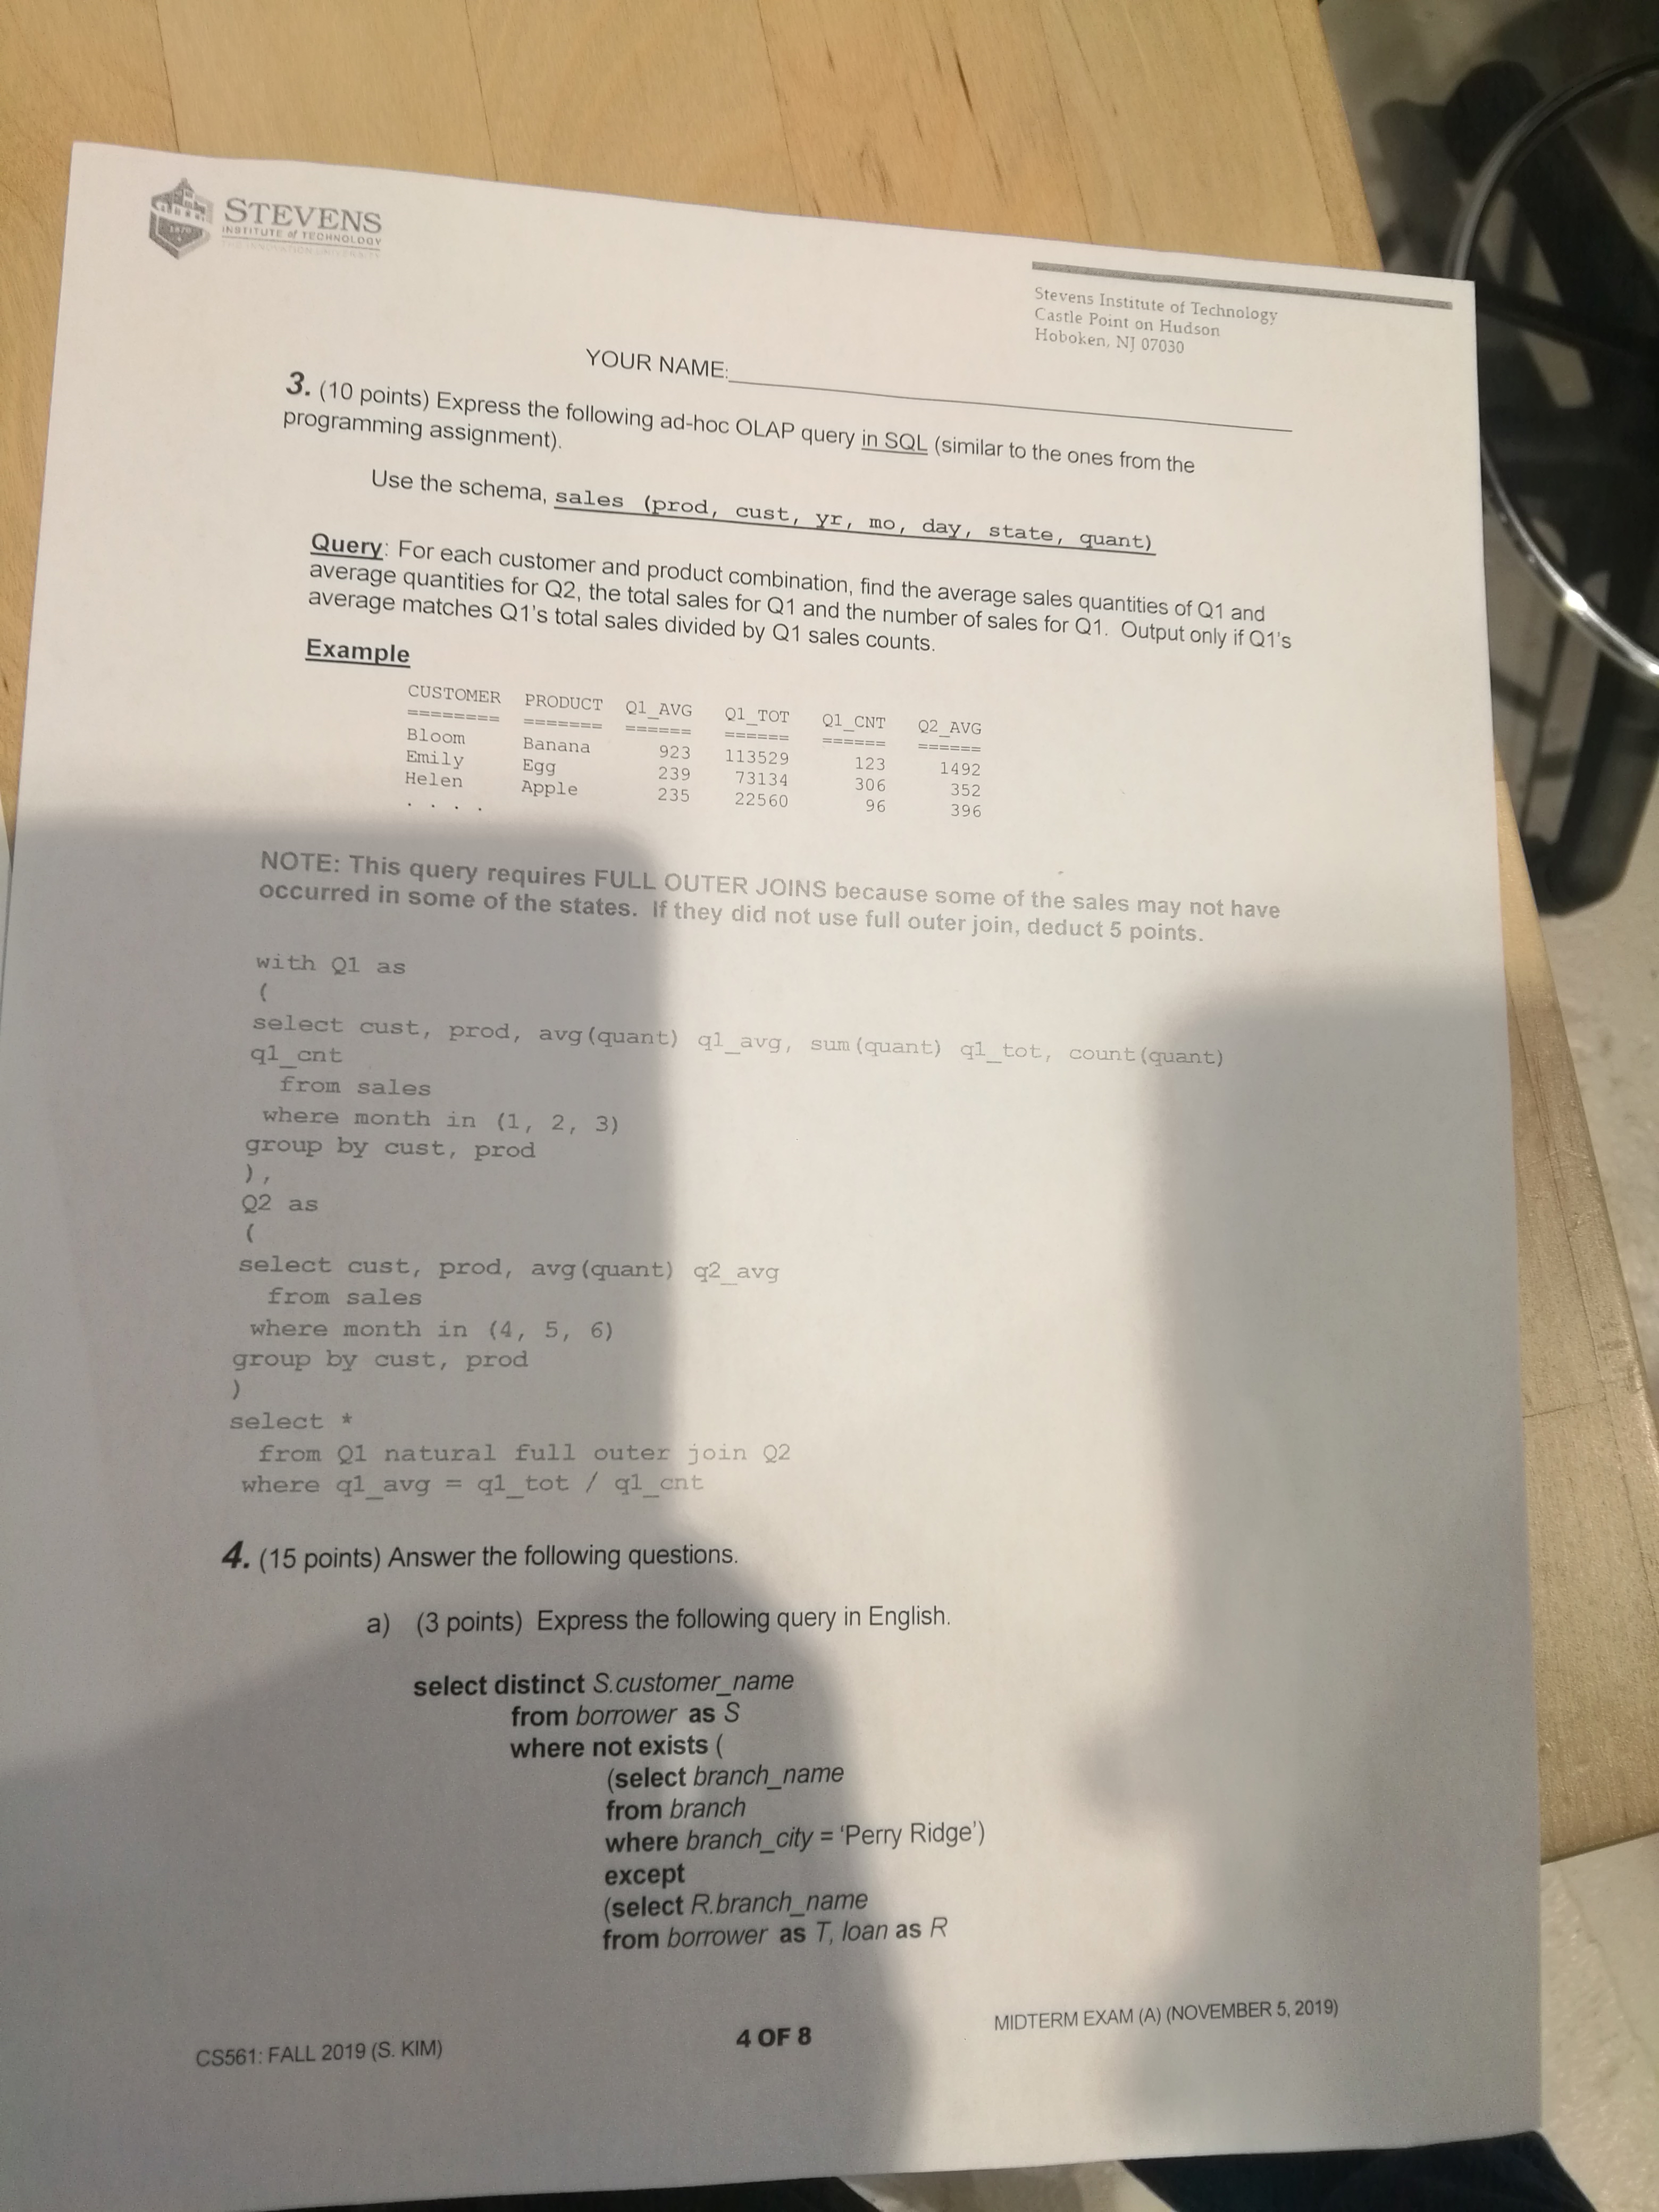 STEVENS
INSTITUTE of TECHNOLOGY
THE INNOVATION UNIVERSITY
1870
Stevens Institute of Technology
Castle Point on Hudson
Hoboken, NJ 07030
YOUR NAME:
3. (10 points) Express the following ad-hoc OLAP query in SQL (similar to the ones from the
programming assignment).
Use the schema, sales (prod, cust, yr, mo, day, state, quant)
Query: For each customer and product combination, find the average sales quantities of Q1 and
average quantities for Q2, the total sales for Q1 and the number of sales for Q1. Output only if Q1's
average matches Q1's total sales divided by Q1 sales counts.
Example
CUSTOMER PRODUCT Q1_AVG Q1_TOT Q1_CNT Q2_AVG
======== ======= ====== ====== ====== ======
Bloom Banana 923 113529 123 1492
Emily Egg 239 73134 306 352
Helen Apple 235 22560 96 396
. . . .
NOTE: This query requires FULL OUTER JOINS because some of the sales may not have
occurred in some of the states. If they did not use full outer join, deduct 5 points.
with Q1 as
(
select cust, prod, avg(quant) q1_avg, sum(quant) q1_tot, count(quant)
q1_cnt
from sales
where month in (1, 2, 3)
group by cust, prod
),
Q2 as
(
select cust, prod, avg(quant) q2_avg
from sales
where month in (4, 5, 6)
group by cust, prod
)
select *
from Q1 natural full outer join Q2
where q1_avg = q1_tot / q1_cnt
4. (15 points) Answer the following questions.
a) (3 points) Express the following query in English.
select distinct S.customer_name
from borrower as S
where not exists (
(select branch_name
from branch
where branch_city = 'Perry Ridge')
except
(select R.branch_name
from borrower as T, loan as R
CS561: FALL 2019 (S. KIM)
4 OF 8
MIDTERM EXAM (A) (NOVEMBER 5, 2019)